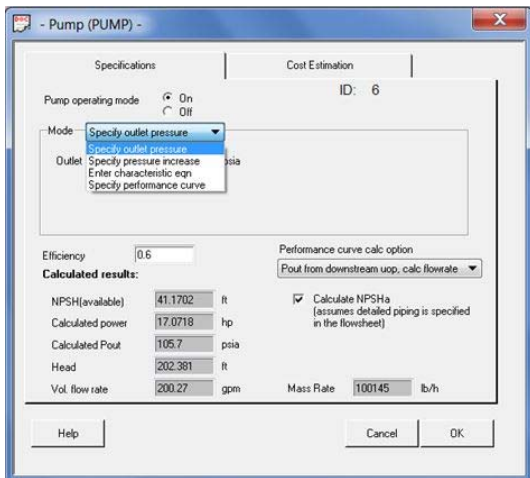 - Pump (PUMP) -
Specifications
Cost Estimation
ID: 6
Pump operating mode
On
Off
Mode
Specify outlet pressure
Specify outlet pressure
Specify pressure increase
Enter characteristic eqn
Specify performance curve
Outlet
psia
Efficiency
0.6
Performance curve calc option
Pout from downstream uop, calc flowrate
Calculated results:
NPSH(available) 41.1702 ft
Calculate NPSHa
(assumes detailed piping is specified
in the flowsheet)
Calculated power 17.0718 hp
Calculated Pout 105.7 psia
Head 202.381 ft
Vol. flow rate 200.27 gpm
Mass Rate 100145 lb/h
Help
Cancel
OK